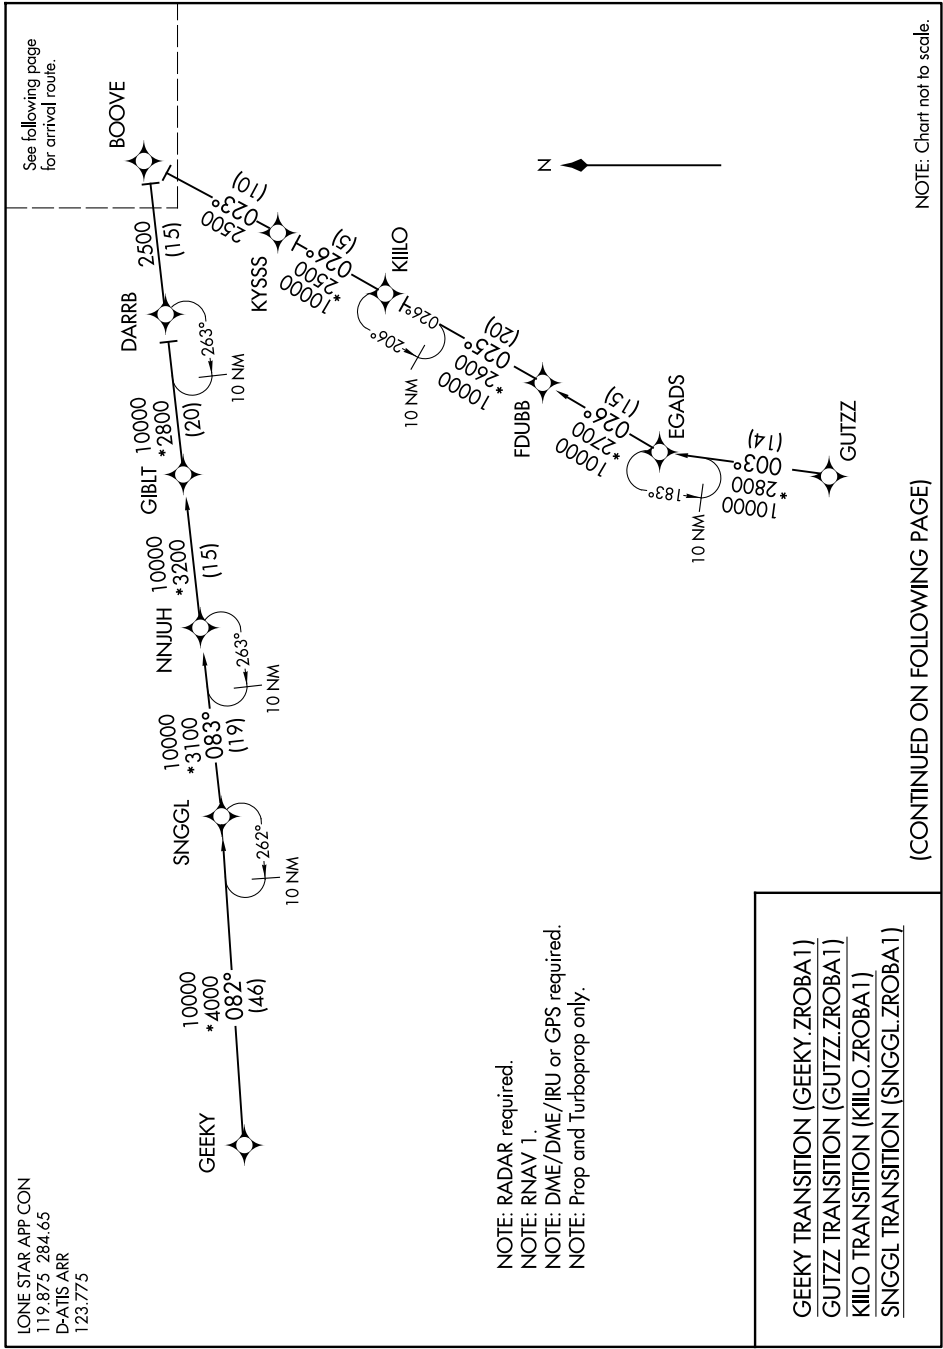 LONE STAR APP CON
119.875 284.65
D-ATIS ARR
123.775
See following page
for arrival route.
GEEKY
10000
*4000
082°
(46)
SNGGL
262°
10 NM
10000
*3100
083°
(19)
NNJUH
263°
10 NM
10000
*3200
(15)
GIBLT
10000
*2800
(20)
DARRB
263°
10 NM
2500
(15)
BOOVE
2500
023°
(10)
KYSSS
10000
*2500
026°
(5)
KIILO
206°
026°
10 NM
10000
*2600
025°
(20)
FDUBB
10000
*2700
026°
(15)
EGADS
183°
10 NM
10000
*2800
003°
(14)
GUTZZ
N
NOTE: RADAR required.
NOTE: RNAV 1.
NOTE: DME/DME/IRU or GPS required.
NOTE: Prop and Turboprop only.
NOTE: Chart not to scale.
GEEKY TRANSITION (GEEKY.ZROBA1)
GUTZZ TRANSITION (GUTZZ.ZROBA1)
KIILO TRANSITION (KIILO.ZROBA1)
SNGGL TRANSITION (SNGGL.ZROBA1)
(CONTINUED ON FOLLOWING PAGE)